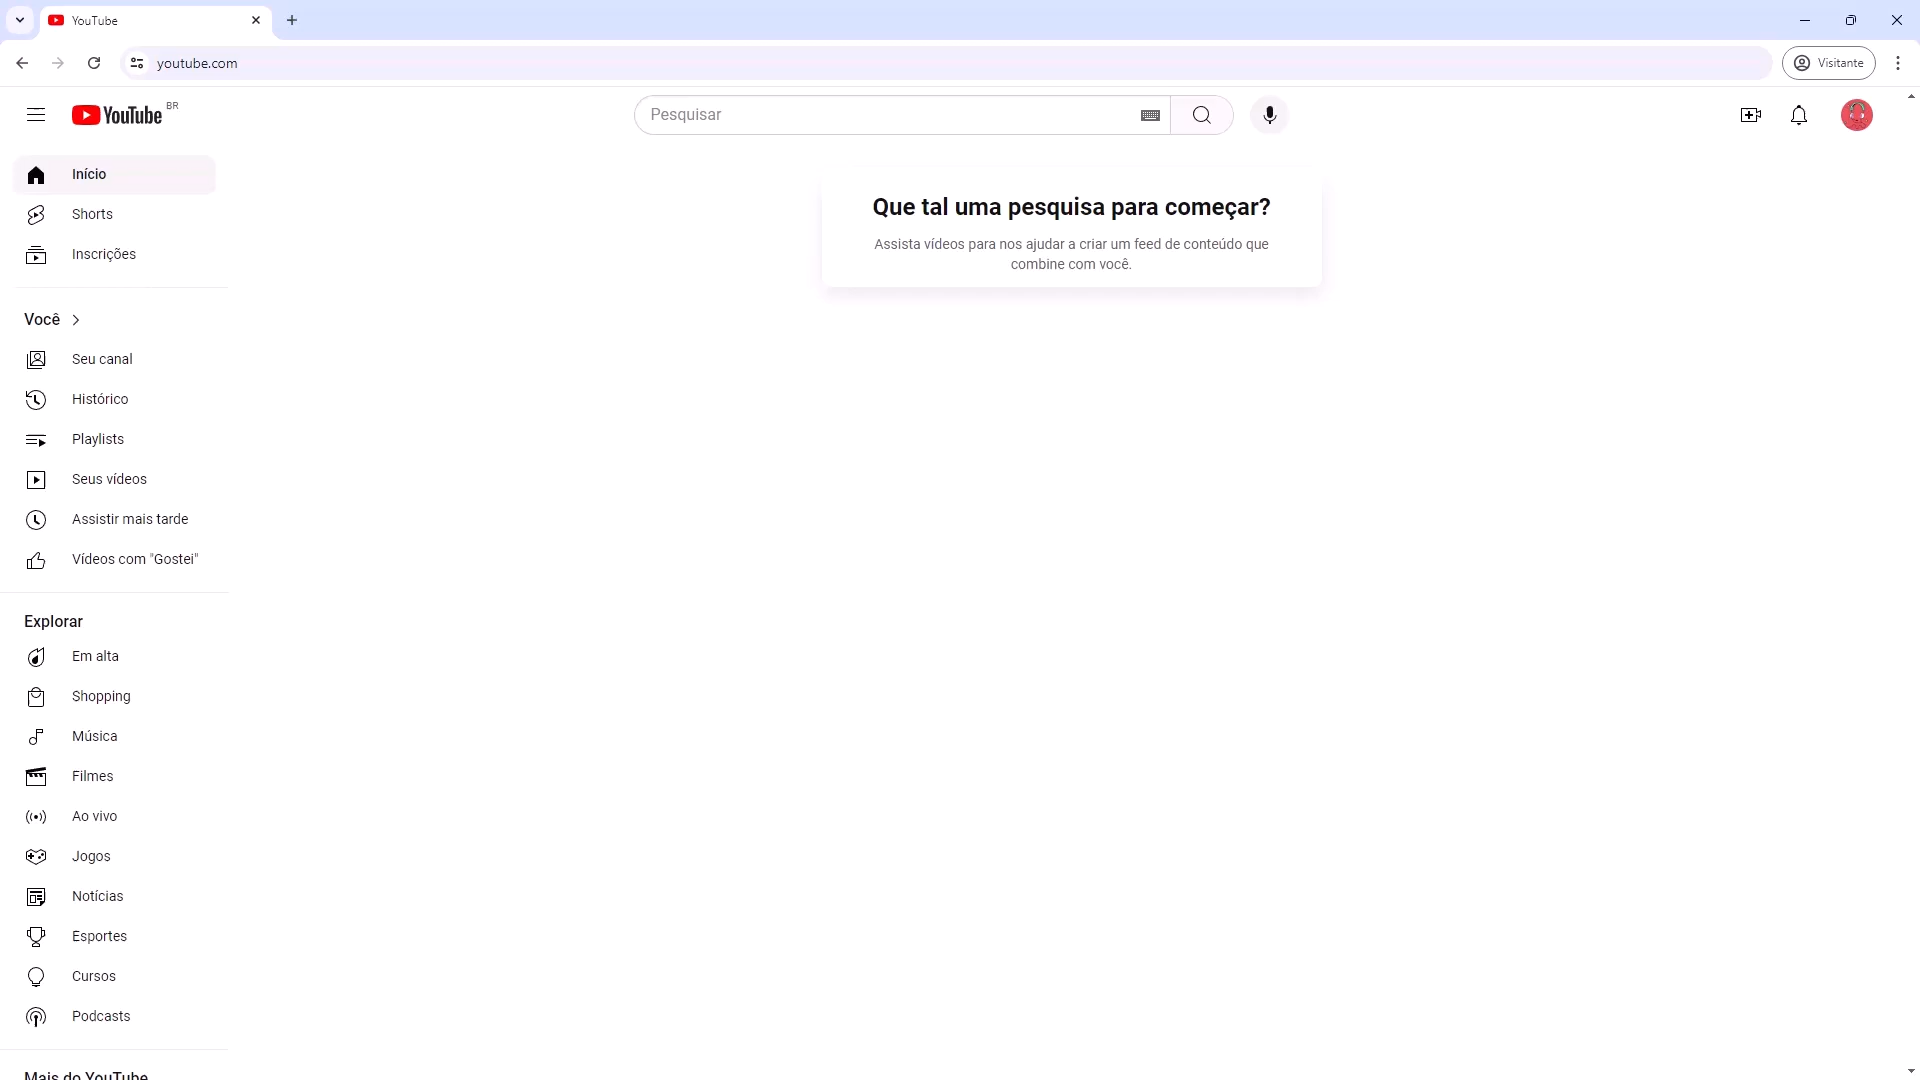 YouTube
youtube.com
Visitante
YouTube BR
Pesquisar
Início
Shorts
Inscrições
Que tal uma pesquisa para começar?
Assista vídeos para nos ajudar a criar um feed de conteúdo que
combine com você.
Você
Seu canal
Histórico
Playlists
Seus vídeos
Assistir mais tarde
Vídeos com "Gostei"
Explorar
Em alta
Shopping
Música
Filmes
Ao vivo
Jogos
Notícias
Esportes
Cursos
Podcasts
Mais do YouTube